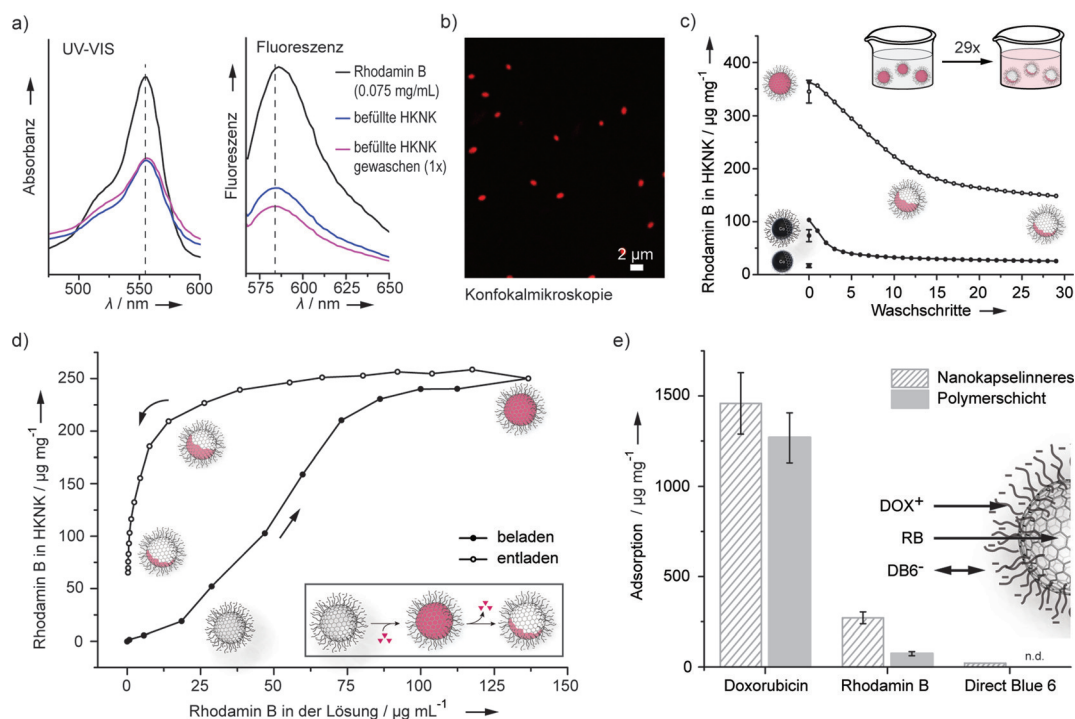 a)
UV-VIS
Absorbanz
500
550
600
λ / nm
Fluoreszenz
Fluoreszenz
575
600
625
650
λ / nm
Rhodamin B
(0.075 mg/mL)
befüllte HKNK
befüllte HKNK
gewaschen (1x)
b)
2 µm
Konfokalmikroskopie
c)
29x
Rhodamin B in HKNK / µg mg⁻¹
400
300
200
100
0
Co
Co
0
5
10
15
20
25
30
Waschschritte
d)
Rhodamin B in HKNK / µg mg⁻¹
250
200
150
100
50
0
beladen
entladen
0
25
50
75
100
125
150
Rhodamin B in der Lösung / µg mL⁻¹
e)
Adsorption / µg mg⁻¹
1500
1000
500
0
Nanokapselinneres
Polymerschicht
DOX⁺
RB
DB6⁻
n.d.
Doxorubicin
Rhodamin B
Direct Blue 6